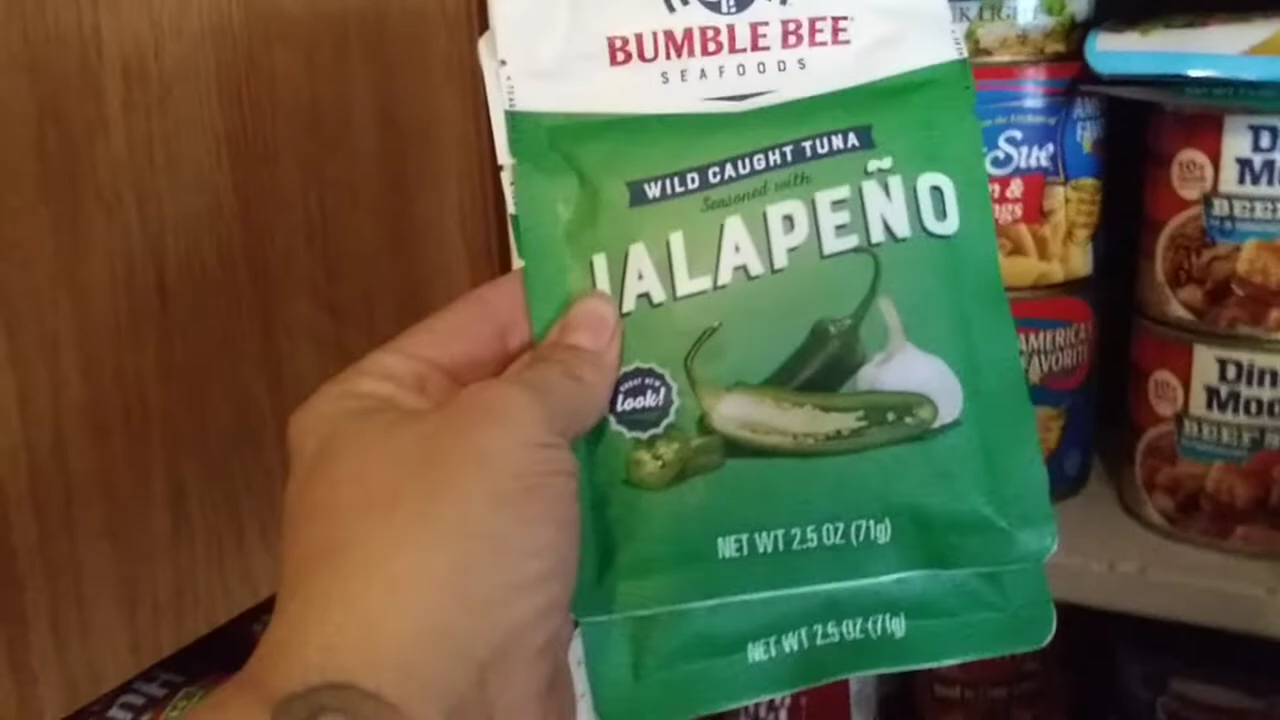 BUMBLE BEE
SEAFOODS
WILD CAUGHT TUNA
Seasoned with
JALAPEÑO
GREAT NEW
Look!
NET WT 2.5 OZ (71g)
NET WT 2.5 OZ (71g)
Sue
AMERICA'S
FAVORITE
Din
Moo
BEEF